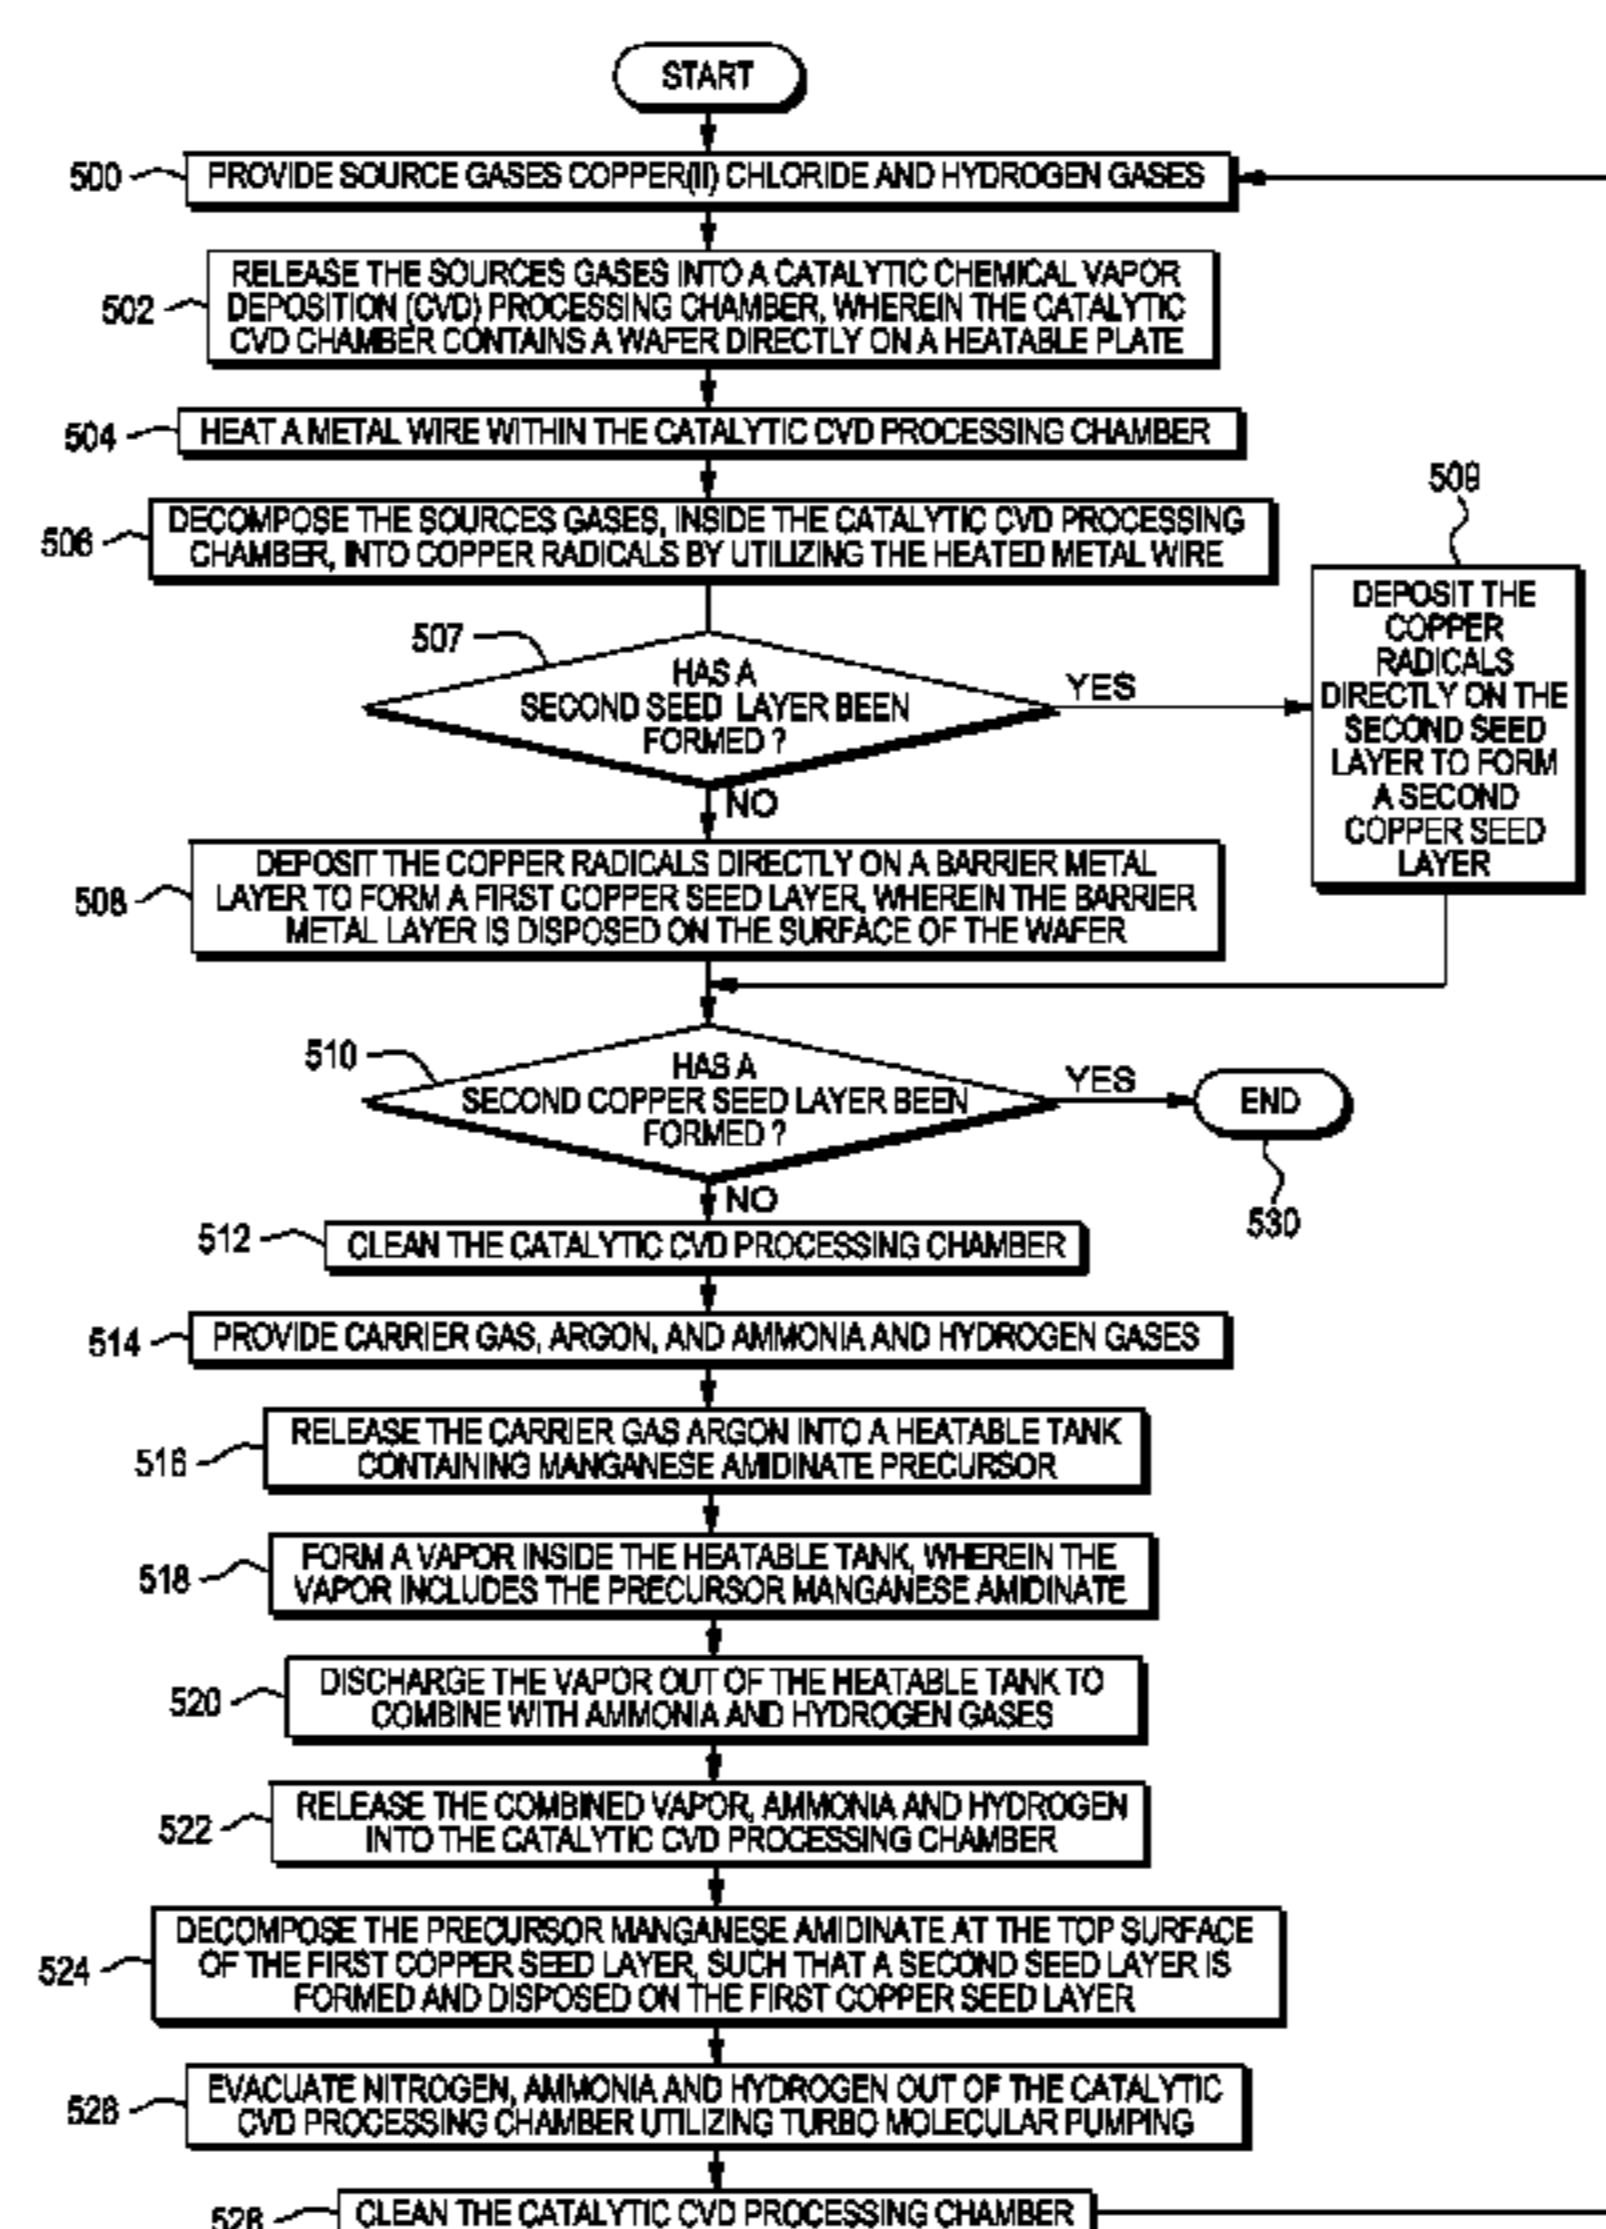 START
500
PROVIDE SOURCE GASES COPPER(II) CHLORIDE AND HYDROGEN GASES
502
RELEASE THE SOURCES GASES INTO A CATALYTIC CHEMICAL VAPOR
DEPOSITION (CVD) PROCESSING CHAMBER, WHEREIN THE CATALYTIC
CVD CHAMBER CONTAINS A WAFER DIRECTLY ON A HEATABLE PLATE
504
HEAT A METAL WIRE WITHIN THE CATALYTIC CVD PROCESSING CHAMBER
506
DECOMPOSE THE SOURCES GASES, INSIDE THE CATALYTIC CVD PROCESSING
CHAMBER, INTO COPPER RADICALS BY UTILIZING THE HEATED METAL WIRE
507
HAS A
SECOND SEED LAYER BEEN
FORMED ?
YES
NO
509
DEPOSIT THE
COPPER
RADICALS
DIRECTLY ON THE
SECOND SEED
LAYER TO FORM
A SECOND
COPPER SEED
LAYER
508
DEPOSIT THE COPPER RADICALS DIRECTLY ON A BARRIER METAL
LAYER TO FORM A FIRST COPPER SEED LAYER, WHEREIN THE BARRIER
METAL LAYER IS DISPOSED ON THE SURFACE OF THE WAFER
510
HAS A
SECOND COPPER SEED LAYER BEEN
FORMED ?
YES
END
530
NO
512
CLEAN THE CATALYTIC CVD PROCESSING CHAMBER
514
PROVIDE CARRIER GAS, ARGON, AND AMMONIA AND HYDROGEN GASES
516
RELEASE THE CARRIER GAS ARGON INTO A HEATABLE TANK
CONTAINING MANGANESE AMIDINATE PRECURSOR
518
FORM A VAPOR INSIDE THE HEATABLE TANK, WHEREIN THE
VAPOR INCLUDES THE PRECURSOR MANGANESE AMIDINATE
520
DISCHARGE THE VAPOR OUT OF THE HEATABLE TANK TO
COMBINE WITH AMMONIA AND HYDROGEN GASES
522
RELEASE THE COMBINED VAPOR, AMMONIA AND HYDROGEN
INTO THE CATALYTIC CVD PROCESSING CHAMBER
524
DECOMPOSE THE PRECURSOR MANGANESE AMIDINATE AT THE TOP SURFACE
OF THE FIRST COPPER SEED LAYER, SUCH THAT A SECOND SEED LAYER IS
FORMED AND DISPOSED ON THE FIRST COPPER SEED LAYER
526
EVACUATE NITROGEN, AMMONIA AND HYDROGEN OUT OF THE CATALYTIC
CVD PROCESSING CHAMBER UTILIZING TURBO MOLECULAR PUMPING
528
CLEAN THE CATALYTIC CVD PROCESSING CHAMBER